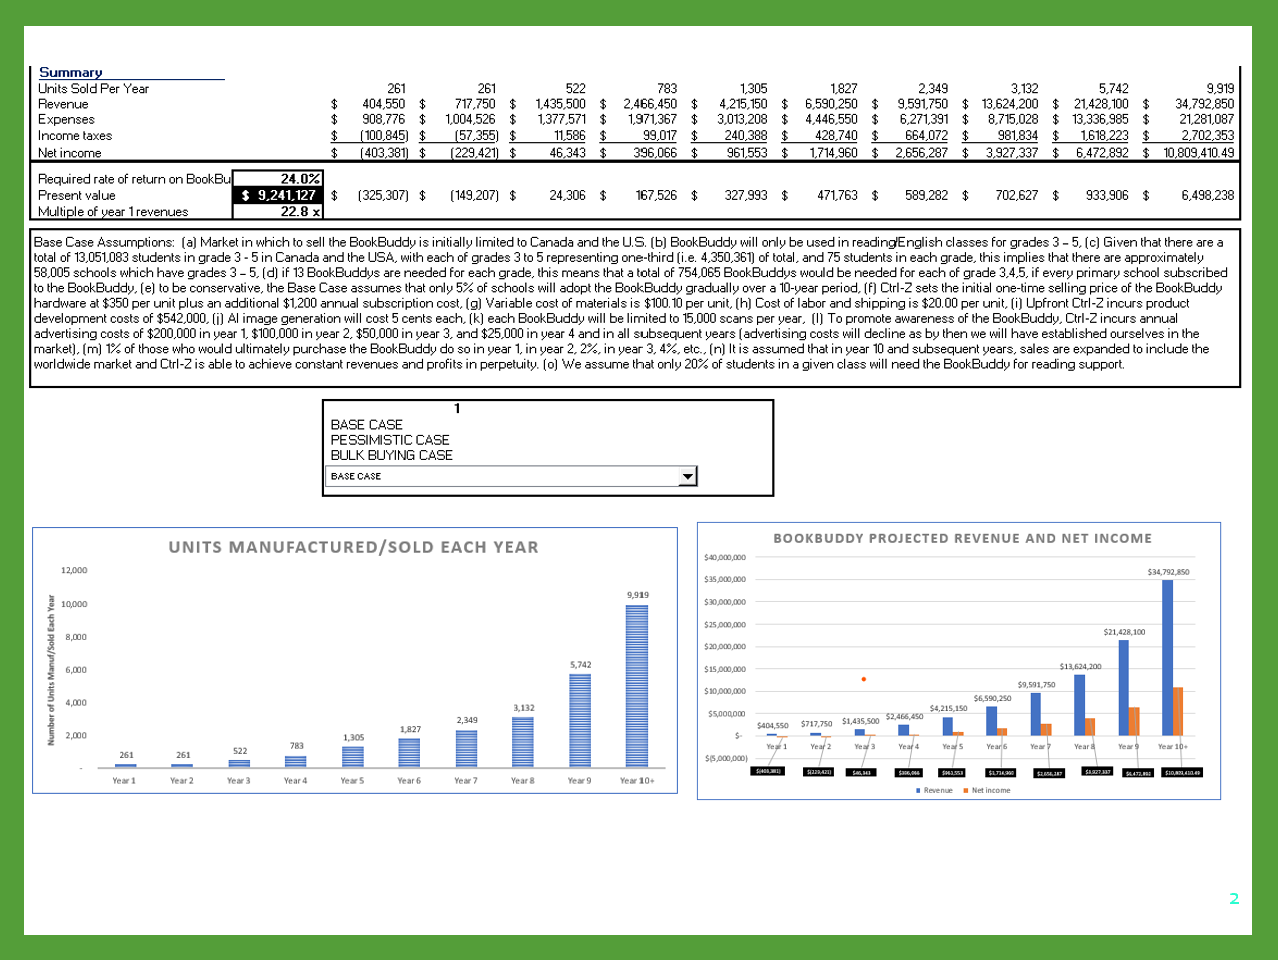 Summary
Units Sold Per Year 261 261 522 783 1,305 1,827 2,349 3,132 5,742 9,919
Revenue $ 404,550 $ 717,750 $ 1,435,500 $ 2,466,450 $ 4,215,150 $ 6,590,250 $ 9,591,750 $ 13,624,200 $ 21,428,100 $ 34,792,850
Expenses $ 908,776 $ 1,004,526 $ 1,377,571 $ 1,971,367 $ 3,013,208 $ 4,446,550 $ 6,271,391 $ 8,715,028 $ 13,336,985 $ 21,281,087
Income taxes $ (100,845) $ (57,355) $ 11,586 $ 99,017 $ 240,388 $ 428,740 $ 664,072 $ 981,834 $ 1,618,223 $ 2,702,353
Net income $ (403,381) $ (229,421) $ 46,343 $ 396,066 $ 961,553 $ 1,714,960 $ 2,656,287 $ 3,927,337 $ 6,472,892 $ 10,809,410.49
Required rate of return on BookBu 24.0%
Present value $ 9,241,127 $ (325,307) $ (149,207) $ 24,306 $ 167,526 $ 327,993 $ 471,763 $ 589,282 $ 702,627 $ 933,906 $ 6,498,238
Multiple of year 1 revenues 22.8 x
Base Case Assumptions: (a) Market in which to sell the BookBuddy is initially limited to Canada and the U.S. (b) BookBuddy will only be used in reading/English classes for grades 3 – 5, (c) Given that there are a
total of 13,051,083 students in grade 3 - 5 in Canada and the USA, with each of grades 3 to 5 representing one-third (i.e. 4,350,361) of total, and 75 students in each grade, this implies that there are approximately
58,005 schools which have grades 3 – 5, (d) if 13 BookBuddys are needed for each grade, this means that a total of 754,065 BookBuddys would be needed for each of grade 3,4,5, if every primary school subscribed
to the BookBuddy, (e) to be conservative, the Base Case assumes that only 5% of schools will adopt the BookBuddy gradually over a 10-year period, (f) Ctrl-Z sets the initial one-time selling price of the BookBuddy
hardware at $350 per unit plus an additional $1,200 annual subscription cost, (g) Variable cost of materials is $100.10 per unit, (h) Cost of labor and shipping is $20.00 per unit, (i) Upfront Ctrl-Z incurs product
development costs of $542,000, (j) AI image generation will cost 5 cents each, (k) each BookBuddy will be limited to 15,000 scans per year, (l) To promote awareness of the BookBuddy, Ctrl-Z incurs annual
advertising costs of $200,000 in year 1, $100,000 in year 2, $50,000 in year 3, and $25,000 in year 4 and in all subsequent years (advertising costs will decline as by then we will have established ourselves in the
market), (m) 1% of those who would ultimately purchase the BookBuddy do so in year 1, in year 2, 2%, in year 3, 4%, etc., (n) It is assumed that in year 10 and subsequent years, sales are expanded to include the
worldwide market and Ctrl-Z is able to achieve constant revenues and profits in perpetuity. (o) We assume that only 20% of students in a given class will need the BookBuddy for reading support.
1
BASE CASE
PESSIMISTIC CASE
BULK BUYING CASE
BASE CASE
UNITS MANUFACTURED/SOLD EACH YEAR
Number of Units Manuf/Sold Each Year
12,000
10,000
8,000
6,000
4,000
2,000
-
261 261 522 783 1,305 1,827 2,349 3,132 5,742 9,919
Year 1 Year 2 Year 3 Year 4 Year 5 Year 6 Year 7 Year 8 Year 9 Year 10+
BOOKBUDDY PROJECTED REVENUE AND NET INCOME
$40,000,000
$35,000,000
$30,000,000
$25,000,000
$20,000,000
$15,000,000
$10,000,000
$5,000,000
$-
$(5,000,000)
$404,550 $717,750 $1,435,500 $2,466,450 $4,215,150 $6,590,250 $9,591,750 $13,624,200 $21,428,100 $34,792,850
Year 1 Year 2 Year 3 Year 4 Year 5 Year 6 Year 7 Year 8 Year 9 Year 10+
$(403,381) $(229,421) $46,343 $396,066 $961,553 $1,714,960 $2,656,287 $3,927,337 $6,472,892 $10,809,410.49
Revenue Net income
2